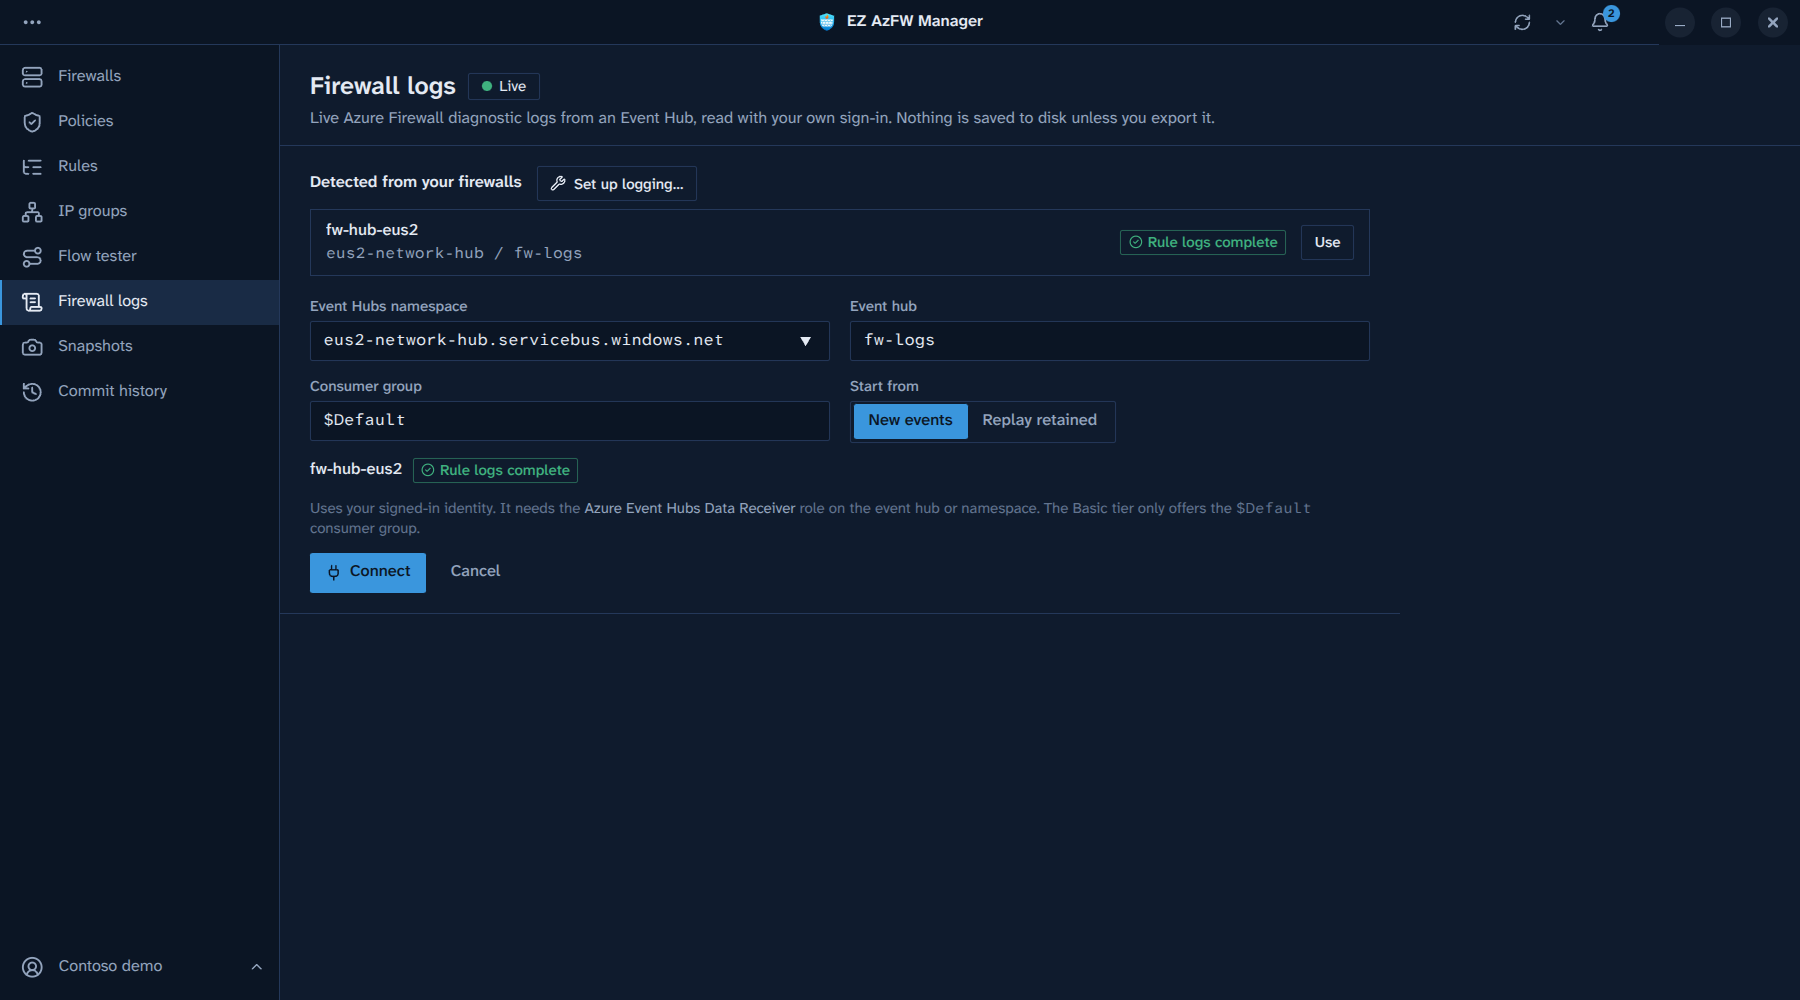 EZ AzFW Manager
2
Firewalls
Policies
Rules
IP groups
Flow tester
Firewall logs
Snapshots
Commit history
Contoso demo
Firewall logs
Live
Live Azure Firewall diagnostic logs from an Event Hub, read with your own sign-in. Nothing is saved to disk unless you export it.
Detected from your firewalls
Set up logging...
fw-hub-eus2
eus2-network-hub / fw-logs
Rule logs complete
Use
Event Hubs namespace
Event hub
eus2-network-hub.servicebus.windows.net
fw-logs
Consumer group
Start from
$Default
New events
Replay retained
fw-hub-eus2
Rule logs complete
Uses your signed-in identity. It needs the Azure Event Hubs Data Receiver role on the event hub or namespace. The Basic tier only offers the $Default
consumer group.
Connect
Cancel